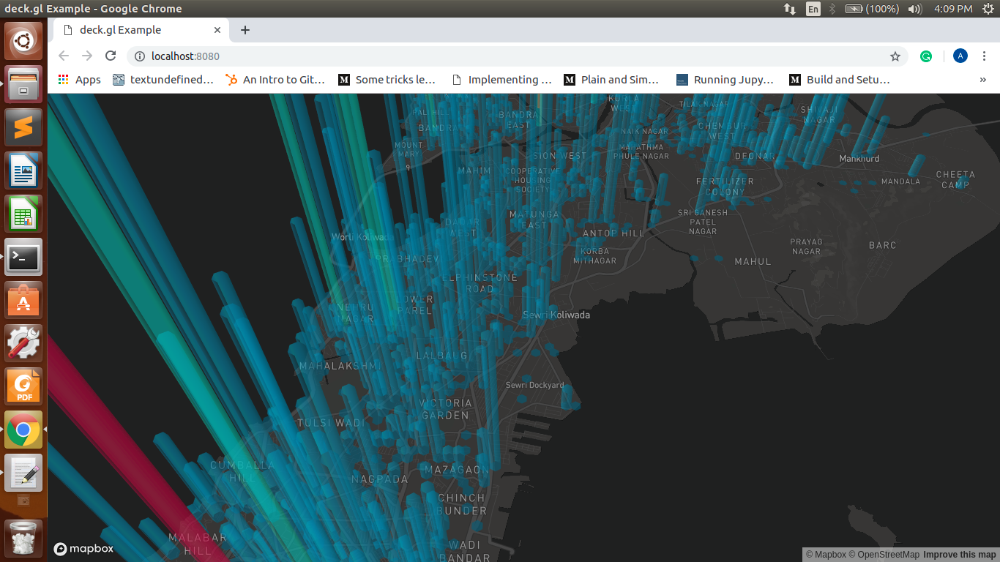 deck.gl Example - Google Chrome
En
(100%)
4:09 PM
deck.gl Example
localhost:8080
A
Apps
textundefined...
An Intro to Git...
Some tricks le...
Implementing ...
Plain and Sim...
Running Jupy...
Build and Setu...
»
PALI HILL
BANDRA
BANDRA
EAST
KURLA
WEST
TILAK NAGAR
SHIVAJI
NAGAR
CHEMBUR
WEST
NAIK NAGAR
MOUNT
MARY
MAHATHMA
PHULE NAGAR
SION WEST
DEONAR
Mankhurd
MAHIM
COOPERATIVE
HOUSING
SOCIETY
FERTILIZER
COLONY
MANDALA
CHEETA
CAMP
MATUNGA
EAST
DADAR
WEST
SRI GANESH
PATEL
NAGAR
Worli Koliwada
ANTOP HILL
PRAYAG
NAGAR
BARC
KORBA
MITHAGAR
PRABHADEVI
MAHUL
ELPHINSTONE
ROAD
LOWER
PAREL
NEHRU
NAGAR
Sewri Koliwada
LALBAUG
MAHALAKSHMI
Sewri Dockyard
VICTORIA
GARDEN
TULSI WADI
CUMBALLA
HILL
MAZAGAON
NAGPADA
CHINCH
BUNDER
MALABAR
HILL
WADI
BANDAR
PDF
mapbox
© Mapbox © OpenStreetMap Improve this map